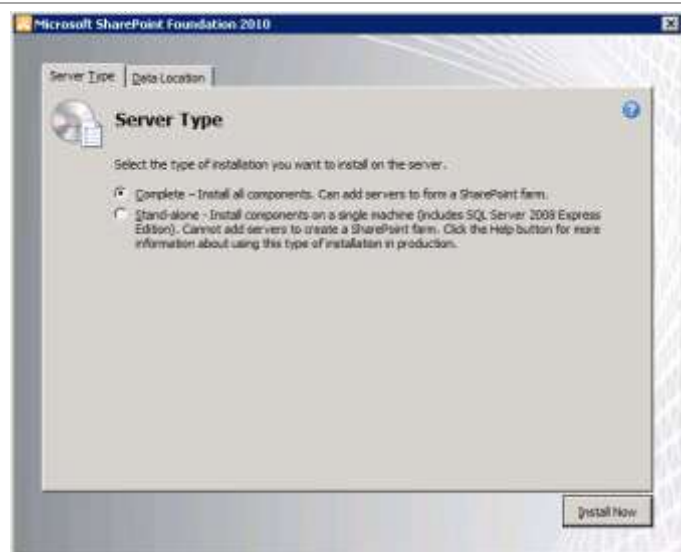 Microsoft SharePoint Foundation 2010
Server Type
Data Location
Server Type
Select the type of installation you want to install on the server.
Complete – Install all components. Can add servers to form a SharePoint farm.
Stand-alone - Install components on a single machine (includes SQL Server 2008 Express
Edition). Cannot add servers to create a SharePoint farm. Click the Help button for more
information about using this type of installation in production.
Install Now